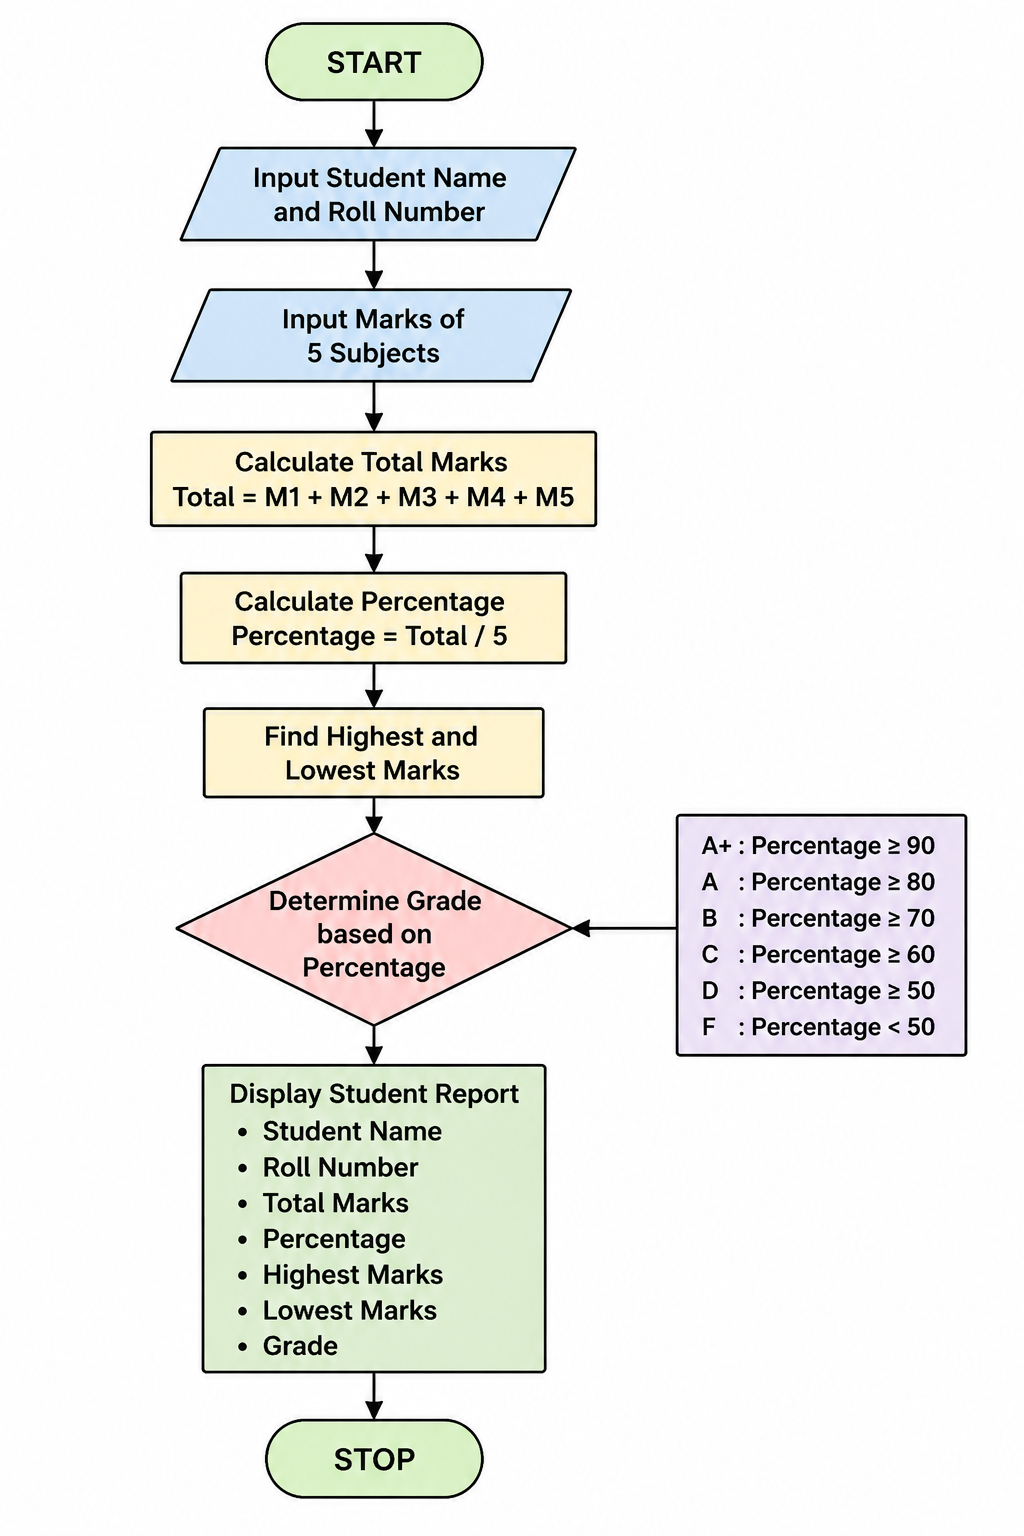 START
Input Student Name
and Roll Number
Input Marks of
5 Subjects
Calculate Total Marks
Total = M1 + M2 + M3 + M4 + M5
Calculate Percentage
Percentage = Total / 5
Find Highest and
Lowest Marks
Determine Grade
based on
Percentage
A+ : Percentage ≥ 90
A : Percentage ≥ 80
B : Percentage ≥ 70
C : Percentage ≥ 60
D : Percentage ≥ 50
F : Percentage < 50
Display Student Report
• Student Name
• Roll Number
• Total Marks
• Percentage
• Highest Marks
• Lowest Marks
• Grade
STOP